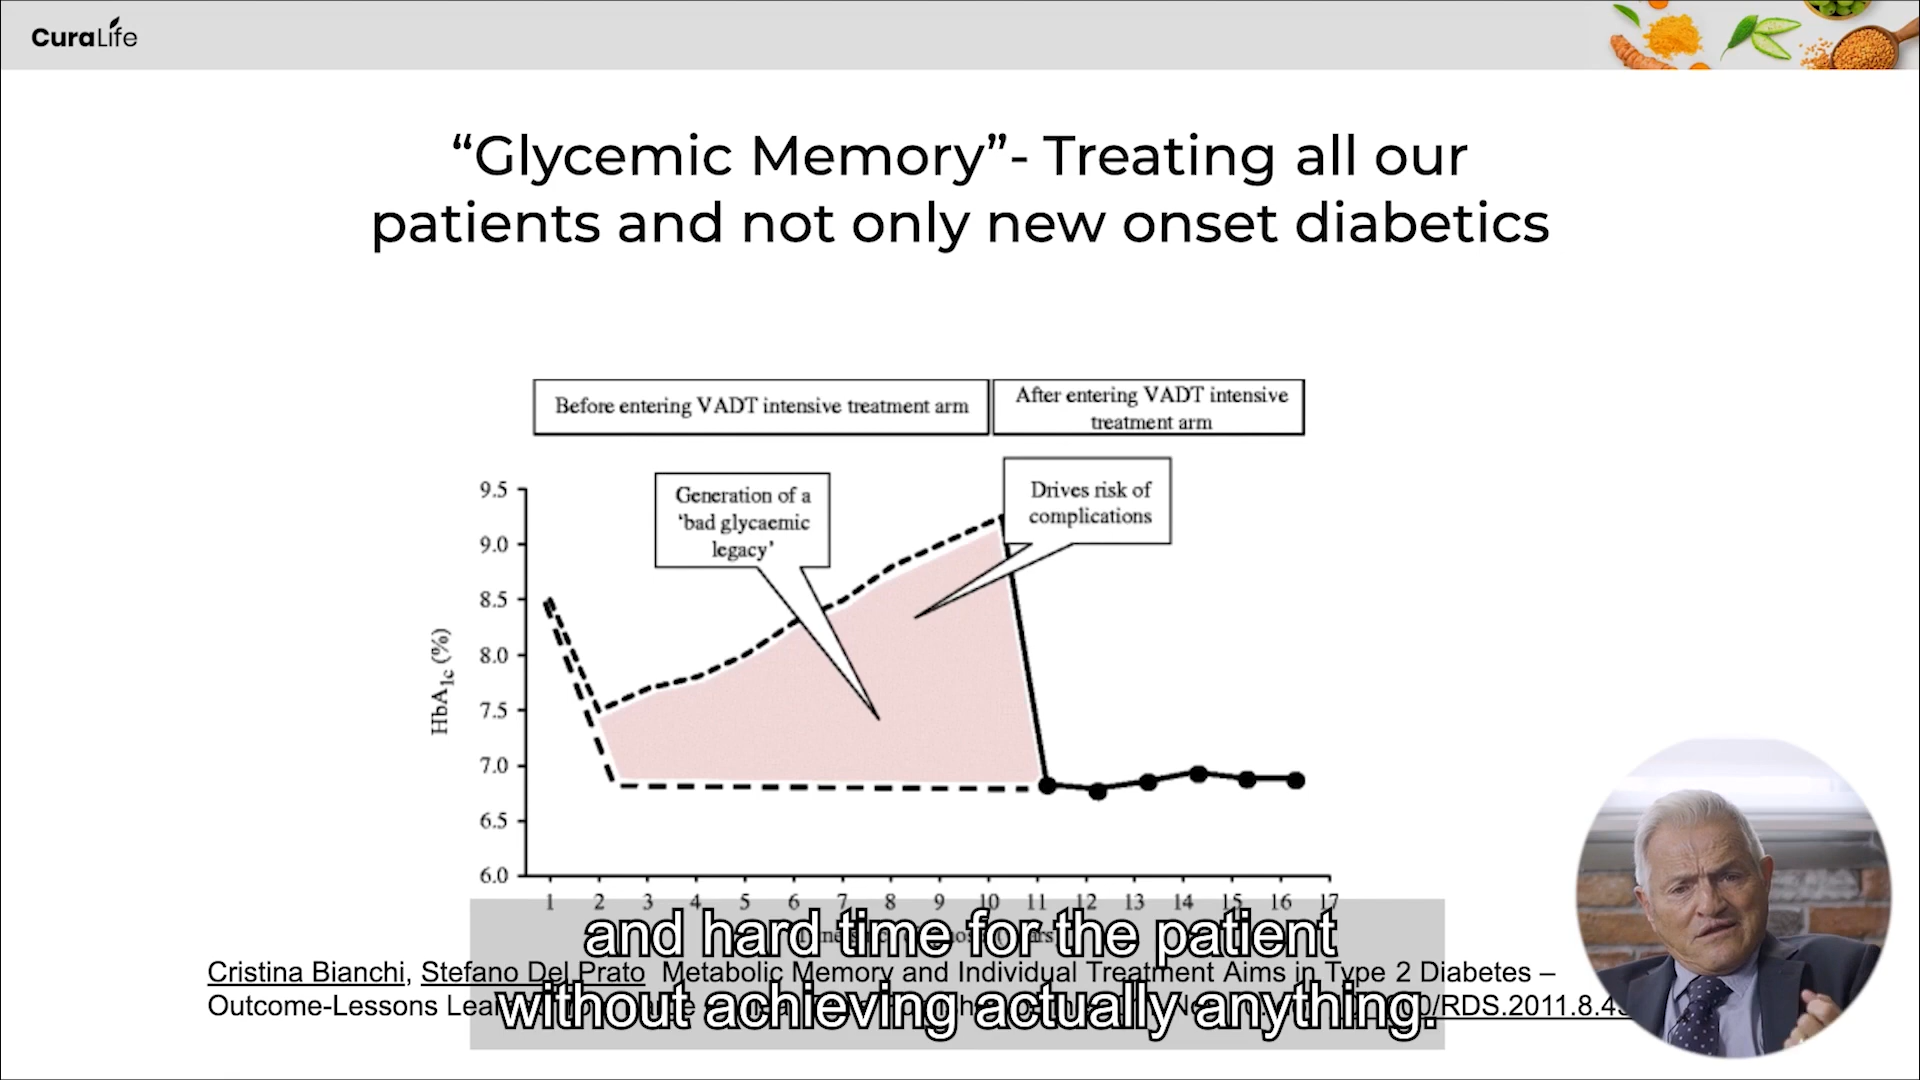 CuraLife
“Glycemic Memory”- Treating all our
patients and not only new onset diabetics
Before entering VADT intensive treatment arm
After entering VADT intensive
treatment arm
Generation of a
‘bad glycaemic
legacy’
Drives risk of
complications
9.5
9.0
8.5
8.0
7.5
7.0
6.5
6.0
HbA1c (%)
1 2 3 4 5 6 7 8 9 10 11 12 13 14 15 16 17
and hard time for the patient
without achieving actually anything.
Cristina Bianchi, Stefano Del Prato Metabolic Memory and Individual Treatment Aims in Type 2 Diabetes –
Outcome-Lessons